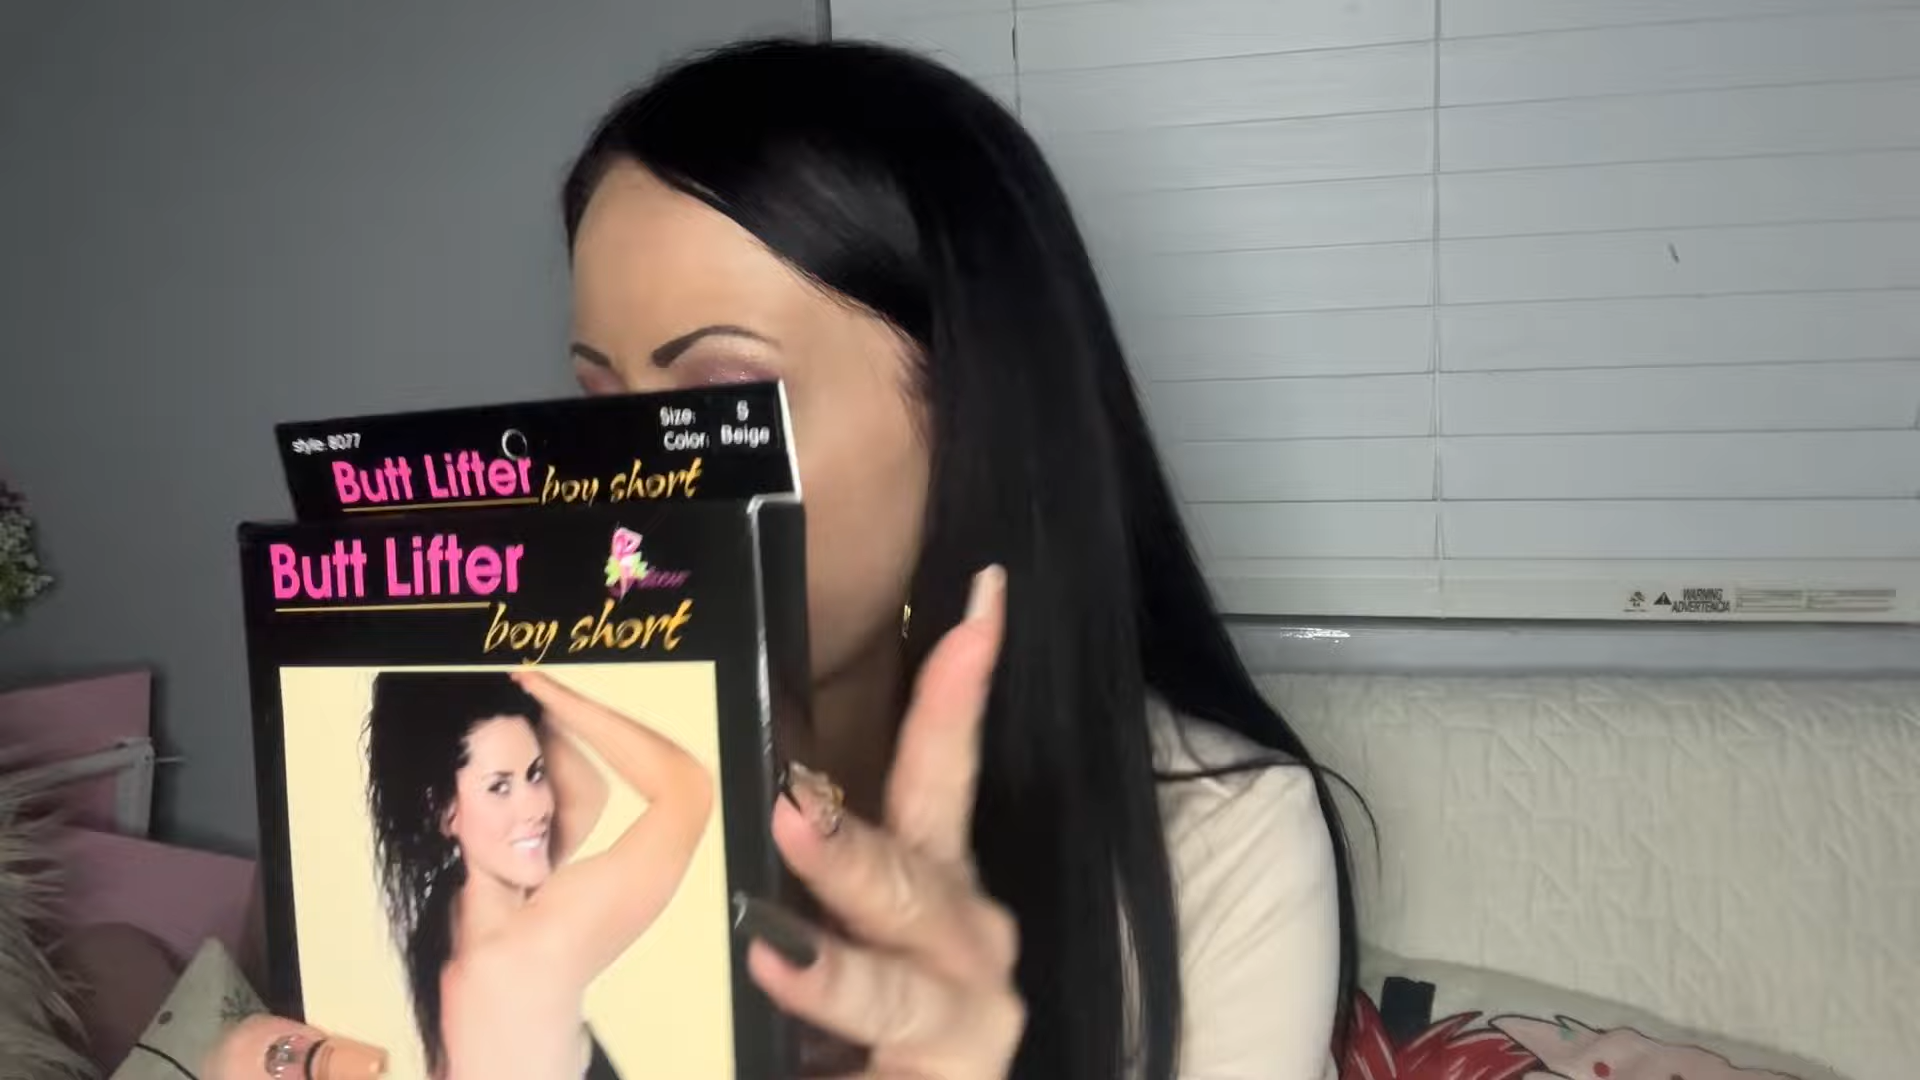 style: 8077
Size: S
Color: Beige
Butt Lifter boy short
Butt Lifter
boy short
WARNING
ADVERTENCIA